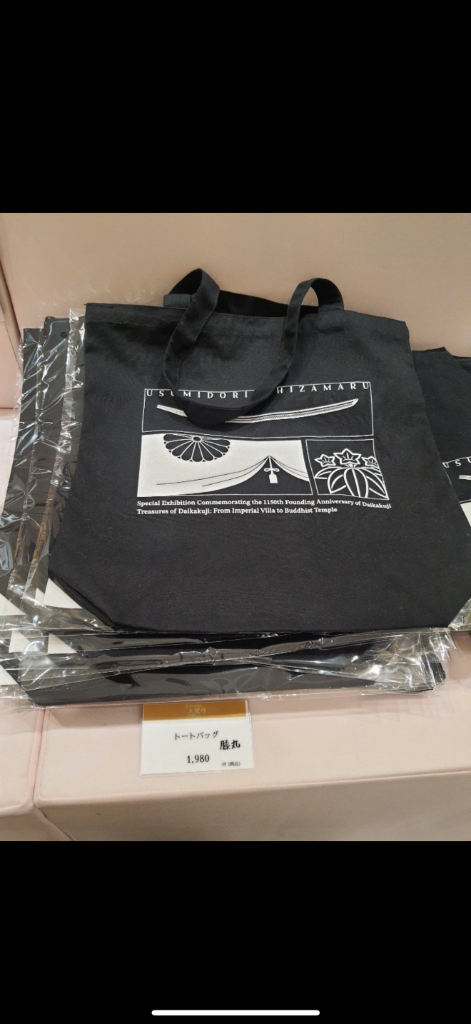 USUMIDORI HIZAMARU
Special Exhibition Commemorating the 1150th Founding Anniversary of Daikakuji
Treasures of Daikakuji: From Imperial Villa to Buddhist Temple
USU
トートバッグ 膝丸
1,980 円(税込)